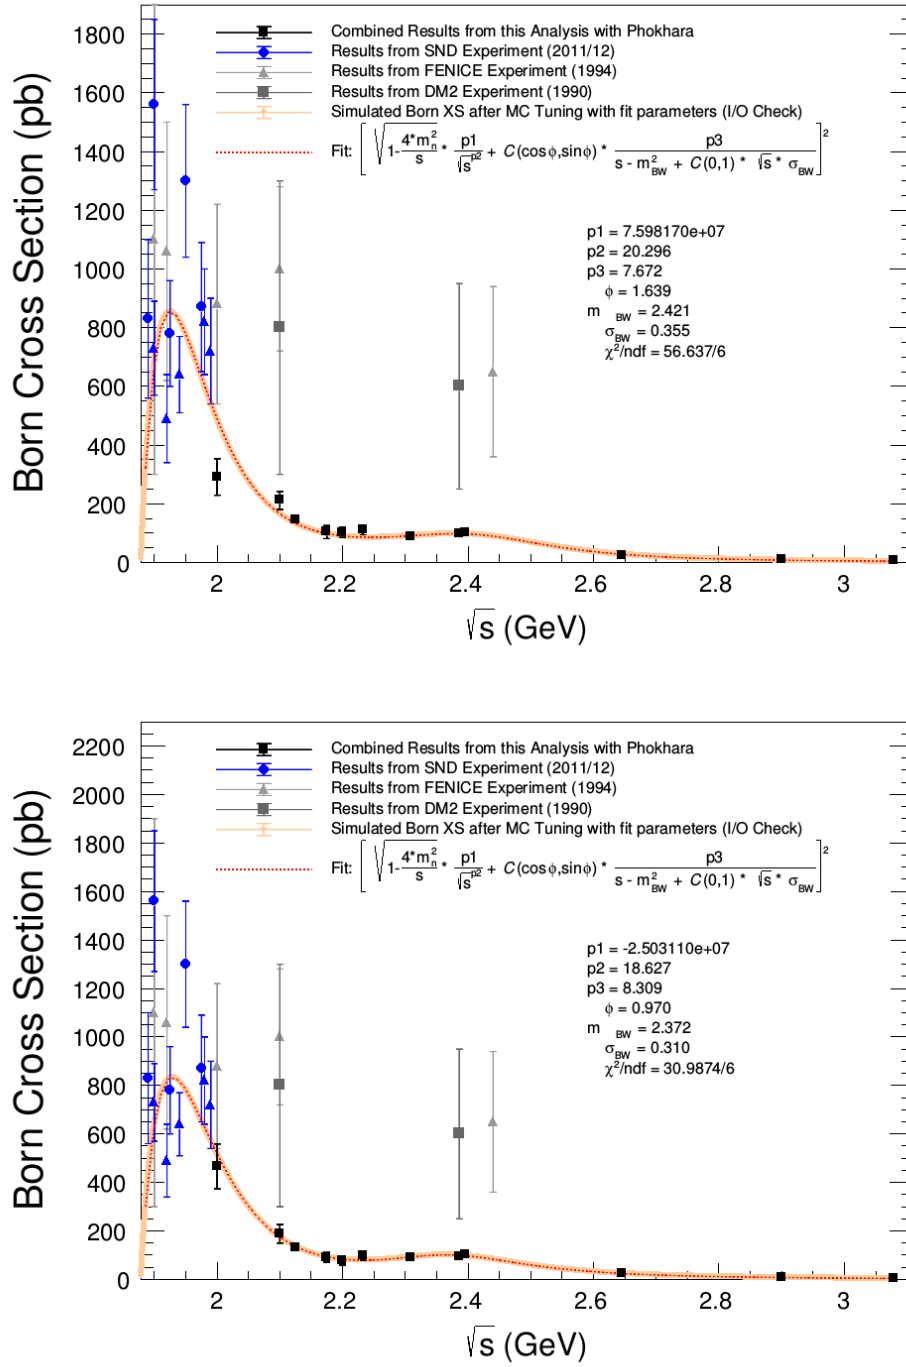 Born Cross Section (pb)
1800
1600
1400
1200
1000
800
600
400
200
0
Combined Results from this Analysis with Phokhara
Results from SND Experiment (2011/12)
Results from FENICE Experiment (1994)
Results from DM2 Experiment (1990)
Simulated Born XS after MC Tuning with fit parameters (I/O Check)
Fit: [ √(1-4*m_n^2/s) * p1/√s^p2 + C(cosϕ,sinϕ) * p3/(s - m_BW^2 + C(0,1) * √s * σ_BW) ]^2
p1 = 7.598170e+07
p2 = 20.296
p3 = 7.672
ϕ = 1.639
m BW = 2.421
σBW = 0.355
χ²/ndf = 56.637/6
2 2.2 2.4 2.6 2.8 3
√s (GeV)
Born Cross Section (pb)
2200
2000
1800
1600
1400
1200
1000
800
600
400
200
0
Combined Results from this Analysis with Phokhara
Results from SND Experiment (2011/12)
Results from FENICE Experiment (1994)
Results from DM2 Experiment (1990)
Simulated Born XS after MC Tuning with fit parameters (I/O Check)
Fit: [ √(1-4*m_n^2/s) * p1/√s^p2 + C(cosϕ,sinϕ) * p3/(s - m_BW^2 + C(0,1) * √s * σ_BW) ]^2
p1 = -2.503110e+07
p2 = 18.627
p3 = 8.309
ϕ = 0.970
m BW = 2.372
σBW = 0.310
χ²/ndf = 30.9874/6
2 2.2 2.4 2.6 2.8 3
√s (GeV)